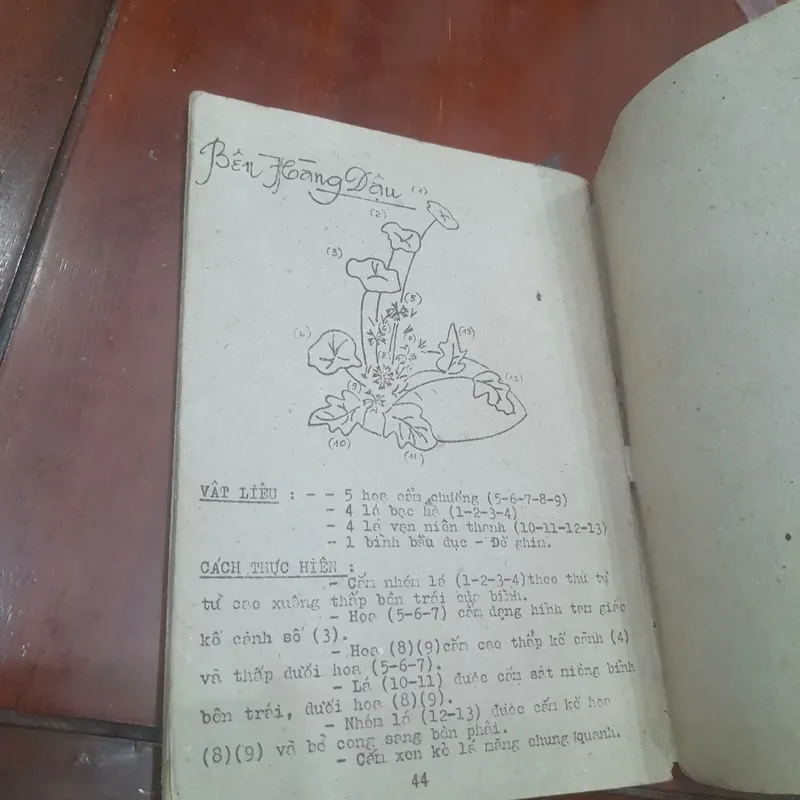 Bên Hàng Dậu
(1)
(2)
(3)
(5)
(4)
(13)
(9)
(12)
(10)
(11)
VẬT LIỆU : - - 5 hoa cẩm chướng (5-6-7-8-9)
- 4 lá bạc hà (1-2-3-4)
- 4 lá vạn niên thanh (10-11-12-13)
- 1 bình bầu dục - Đồ ghim.
CÁCH THỰC HIỆN :
- Cắm nhóm lá (1-2-3-4)theo thứ tự
từ cao xuống thấp bên trái của bình.
- Hoa (5-6-7) cắm dạng hình tam giác
kế cánh số (3).
- Hoa (8)(9)cắm cao thấp kế cành (4)
và thấp dưới hoa (5-6-7).
- Lá (10-11) được cắm sát miệng bình
bên trái, dưới hoa (8)(9).
- Nhóm lá (12-13) được cắm kế hoa
(8)(9) và bẻ cong sang bên phải.
- Cắm xen kẻ lá măng chung quanh.
44